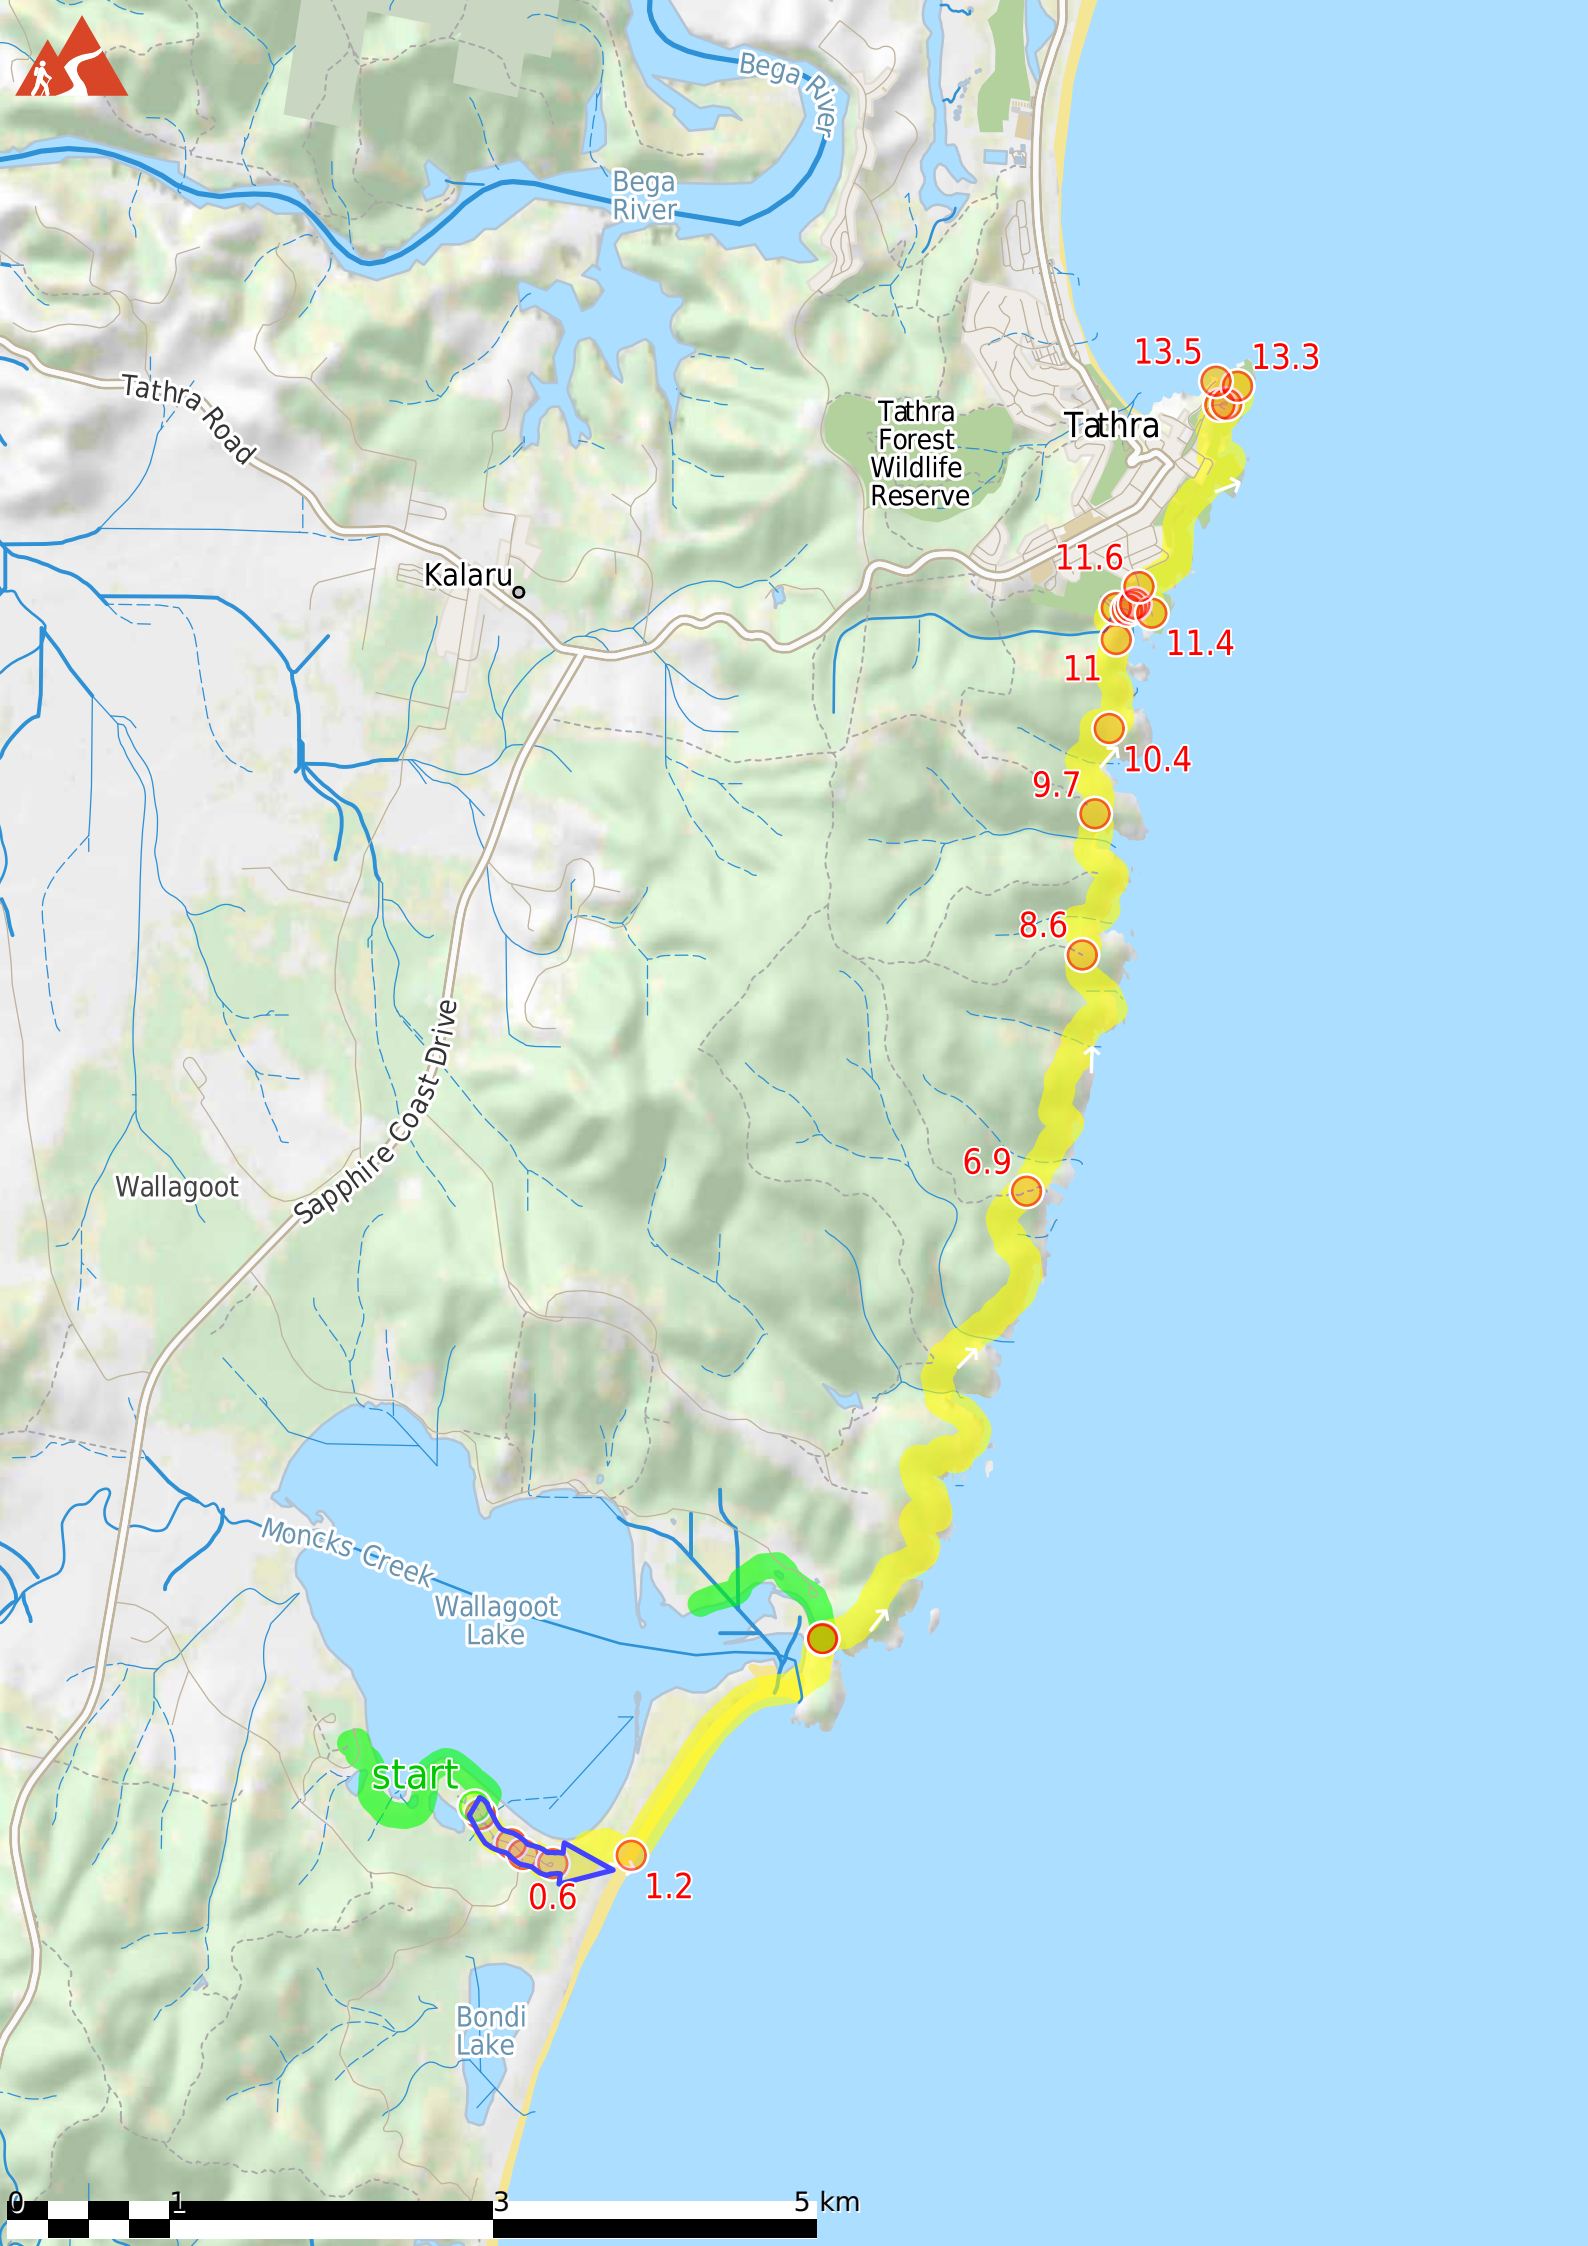 Bega River
Bega
River
13.5
13.3
Tathra Road
Tathra
Forest
Wildlife
Reserve
Tathra
11.6
Kalaru
11.4
11
10.4
9.7
8.6
Sapphire Coast Drive
6.9
Wallagoot
Moncks Creek
Wallagoot
Lake
start
1.2
0.6
Bondi
Lake
0
1
3
5 km